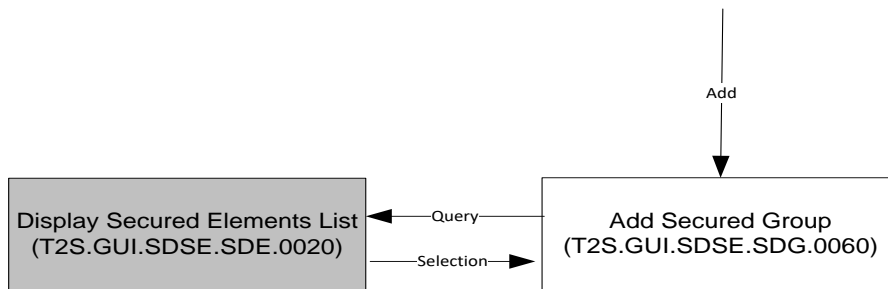 Add
Display Secured Elements List
(T2S.GUI.SDSE.SDE.0020)
Query
Selection
Add Secured Group
(T2S.GUI.SDSE.SDG.0060)